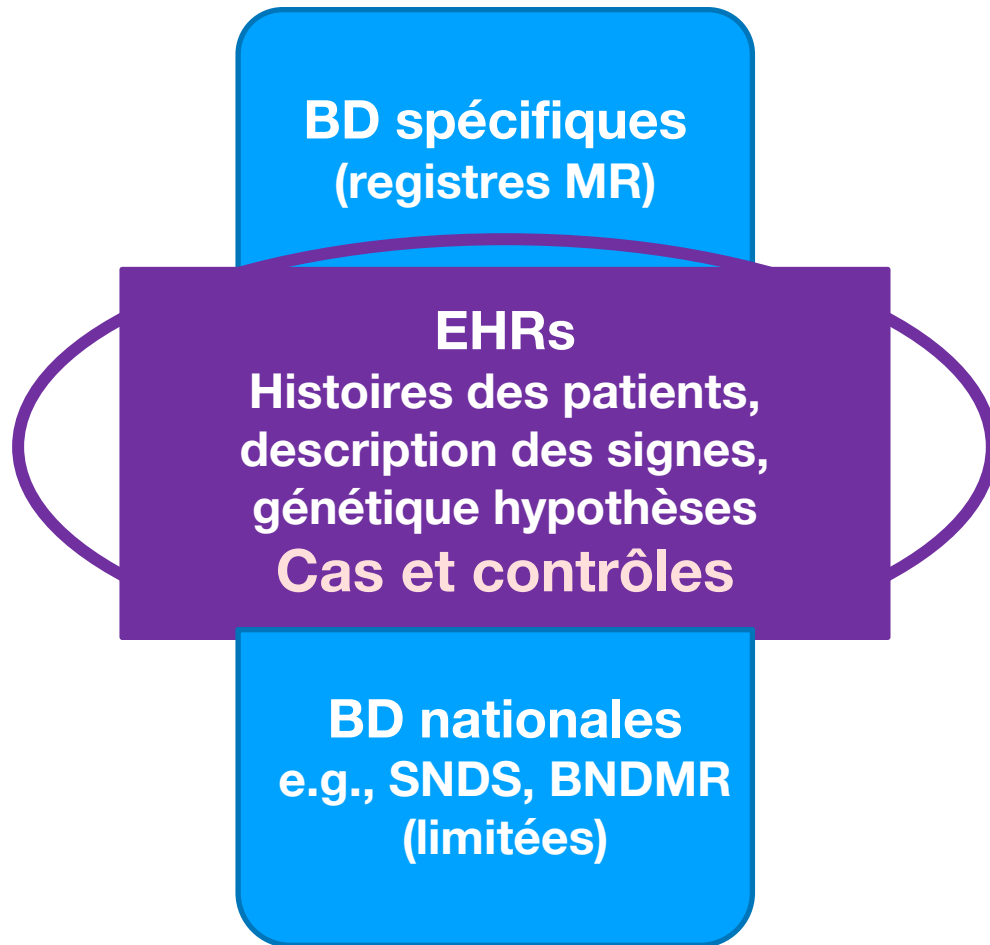 BD spécifiques
(registres MR)
EHRs
Histoires des patients,
description des signes,
génétique hypothèses
Cas et contrôles
BD nationales
e.g., SNDS, BNDMR
(limitées)